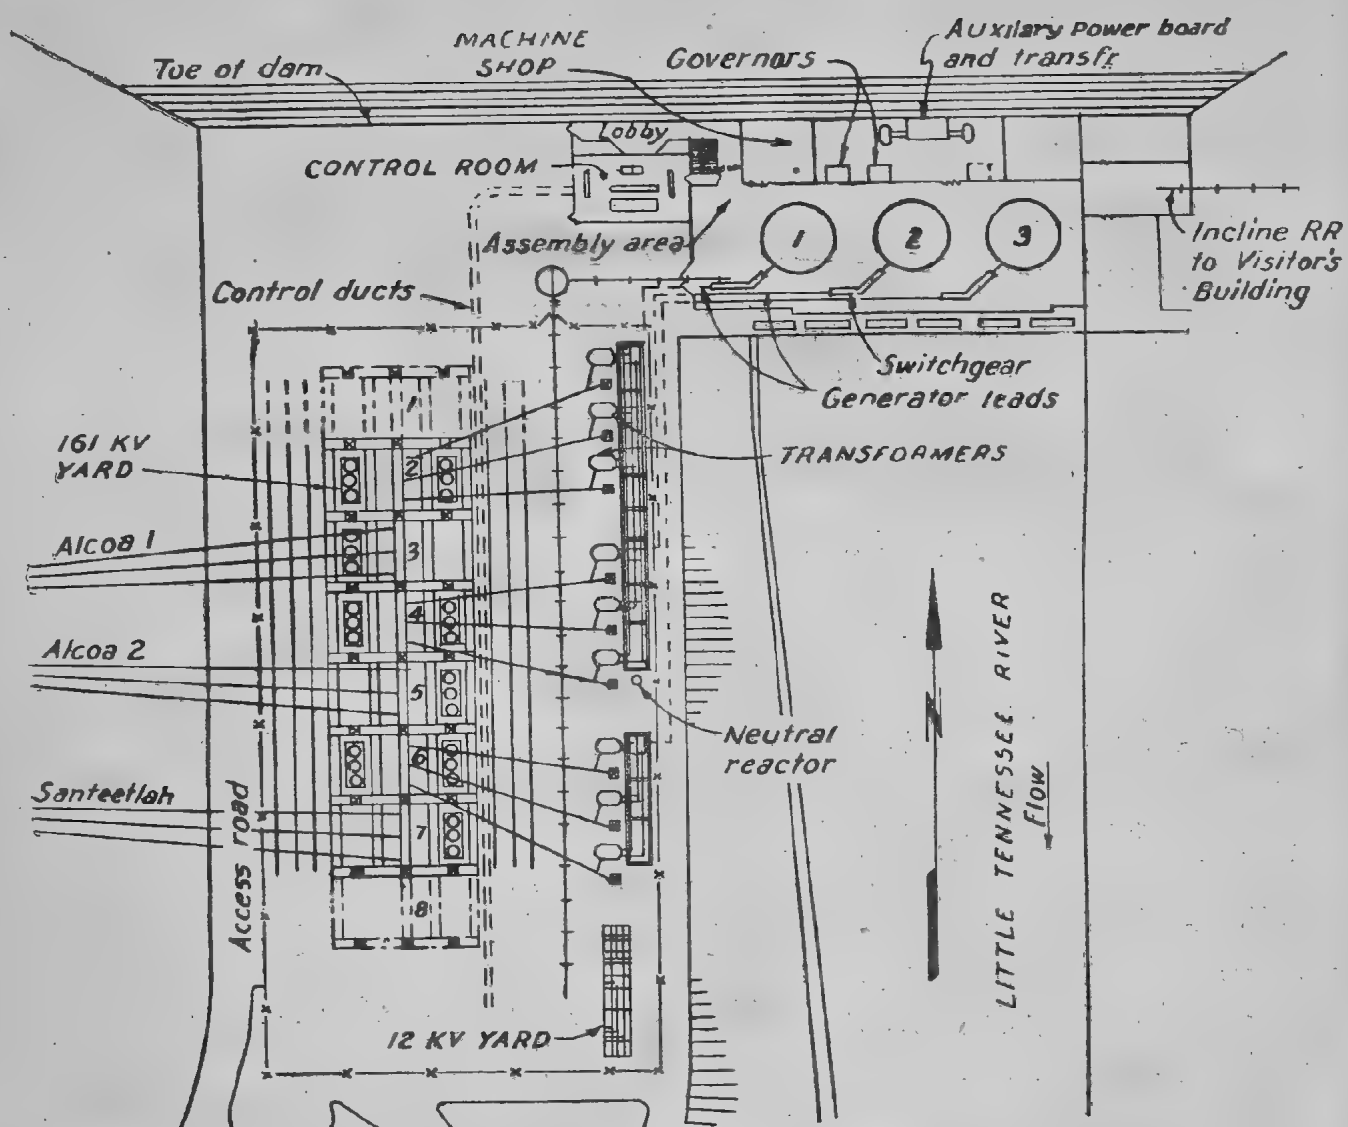 Toe of dam
MACHINE
SHOP
Governors
Auxilary Power board
and transfr.
Lobby
CONTROL ROOM
Assembly area
Control ducts
1
2
3
Incline RR
to Visitor's
Building
Switchgear
Generator leads
TRANSFORMERS
161 KV
YARD
Alcoa 1
Alcoa 2
Santeetlah
1
2
3
4
5
6
7
8
Neutral
reactor
Access road
12 KV YARD
N
LITTLE TENNESSEE RIVER
Flow